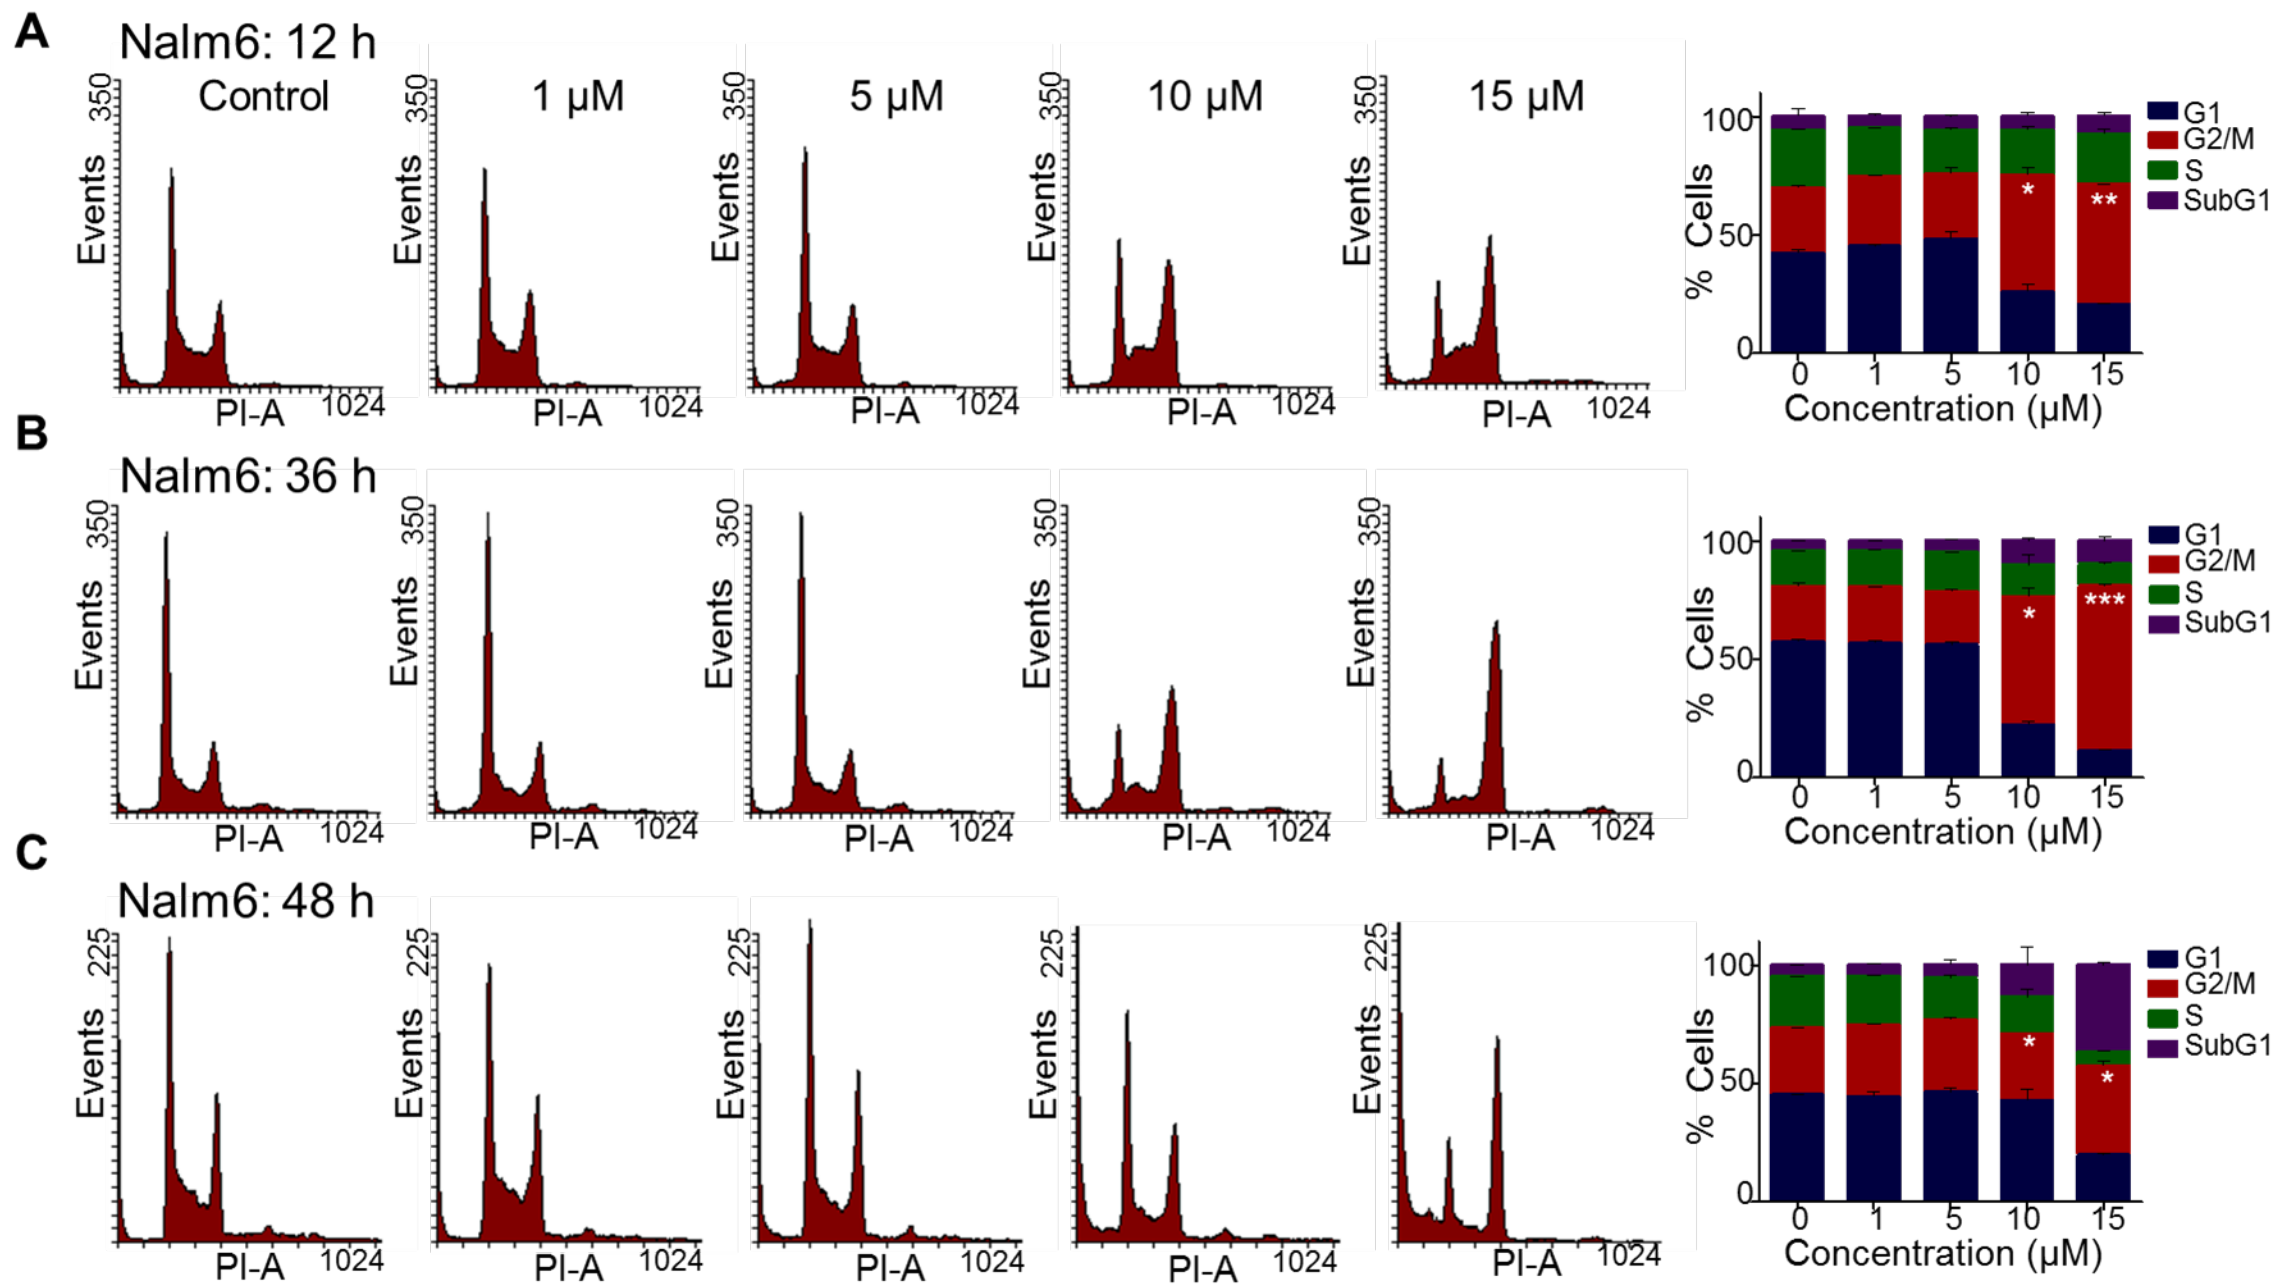 A
Nalm6: 12 h
Control
1 µM
5 µM
10 µM
15 µM
350
350
350
350
350
Events
Events
Events
Events
Events
PI-A 1024
PI-A 1024
PI-A 1024
PI-A 1024
PI-A 1024
% Cells
100
50
0
0 1 5 10 15
Concentration (µM)
*
**
G1
G2/M
S
SubG1
B
Nalm6: 36 h
350
350
350
350
350
Events
Events
Events
Events
Events
PI-A 1024
PI-A 1024
PI-A 1024
PI-A 1024
PI-A 1024
% Cells
100
50
0
0 1 5 10 15
Concentration (µM)
*
***
G1
G2/M
S
SubG1
C
Nalm6: 48 h
225
225
225
225
225
Events
Events
Events
Events
Events
PI-A 1024
PI-A 1024
PI-A 1024
PI-A 1024
PI-A 1024
% Cells
100
50
0
0 1 5 10 15
Concentration (µM)
*
*
G1
G2/M
S
SubG1